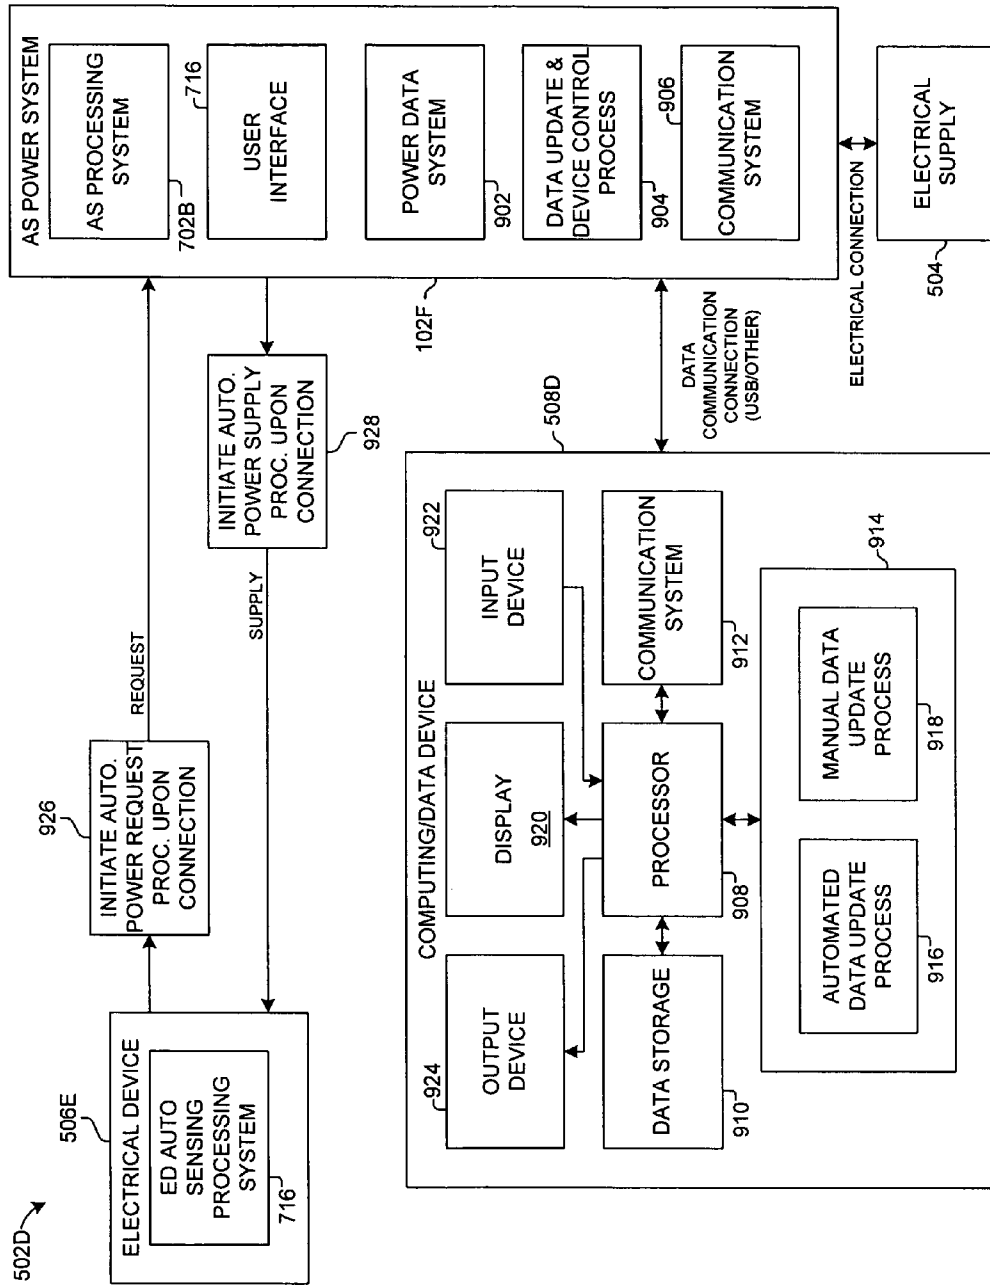 502D
506E
ELECTRICAL DEVICE
ED AUTO
SENSING
PROCESSING
SYSTEM
716
926
INITIATE AUTO.
POWER REQUEST
PROC. UPON
CONNECTION
REQUEST
INITIATE AUTO.
POWER SUPPLY
PROC. UPON
CONNECTION
928
SUPPLY
AS POWER SYSTEM
AS PROCESSING
SYSTEM
702B
716
USER
INTERFACE
POWER DATA
SYSTEM
902
DATA UPDATE &
DEVICE CONTROL
PROCESS
904
906
COMMUNICATION
SYSTEM
102F
DATA
COMMUNICATION
CONNECTION
(USB/OTHER)
ELECTRICAL CONNECTION
ELECTRICAL
SUPPLY
504
508D
COMPUTING/DATA DEVICE
924
OUTPUT
DEVICE
DISPLAY
920
922
INPUT
DEVICE
DATA STORAGE
910
PROCESSOR
908
COMMUNICATION
SYSTEM
912
914
AUTOMATED
DATA UPDATE
PROCESS
916
MANUAL DATA
UPDATE
PROCESS
918